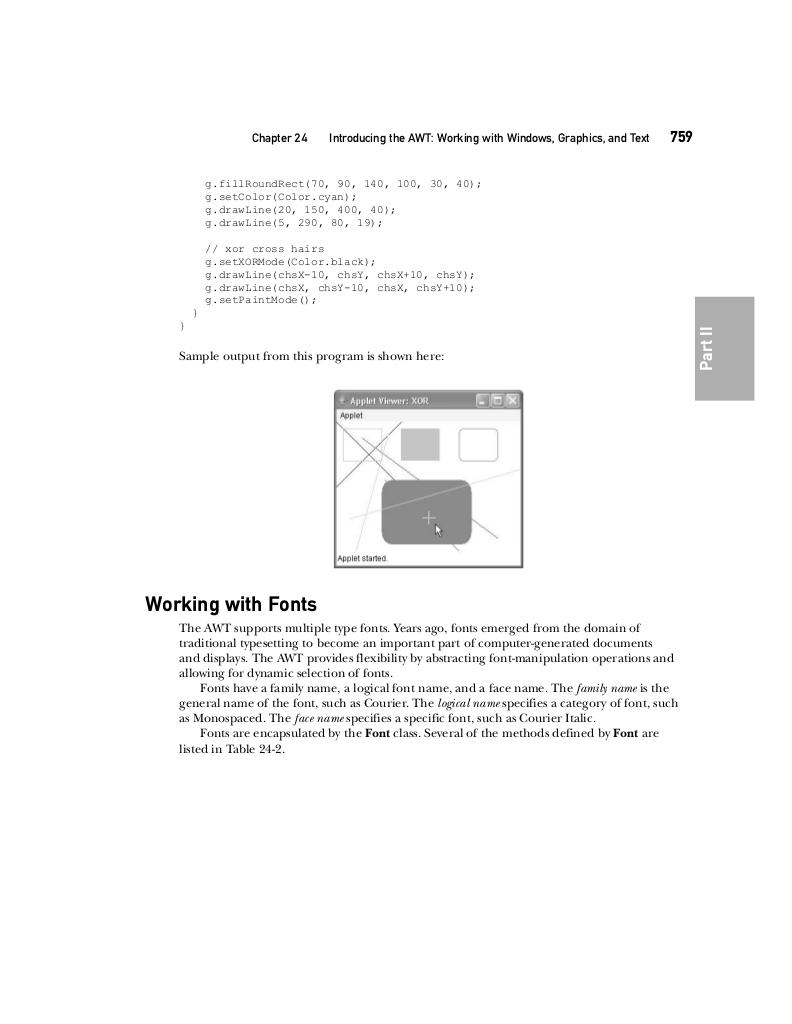 Chapter 24 Introducing the AWT: Working with Windows, Graphics, and Text 759
g.fillRoundRect(70, 90, 140, 100, 30, 40);
g.setColor(Color.cyan);
g.drawLine(20, 150, 400, 40);
g.drawLine(5, 290, 80, 19);
// xor cross hairs
g.setXORMode(Color.black);
g.drawLine(chsX-10, chsY, chsX+10, chsY);
g.drawLine(chsX, chsY-10, chsX, chsY+10);
g.setPaintMode();
}
}
Part II
Sample output from this program is shown here:
Applet Viewer: XOR
Applet
Applet started.
Working with Fonts
The AWT supports multiple type fonts. Years ago, fonts emerged from the domain of
traditional typesetting to become an important part of computer-generated documents
and displays. The AWT provides flexibility by abstracting font-manipulation operations and
allowing for dynamic selection of fonts.
Fonts have a family name, a logical font name, and a face name. The family name is the
general name of the font, such as Courier. The logical name specifies a category of font, such
as Monospaced. The face name specifies a specific font, such as Courier Italic.
Fonts are encapsulated by the Font class. Several of the methods defined by Font are
listed in Table 24-2.